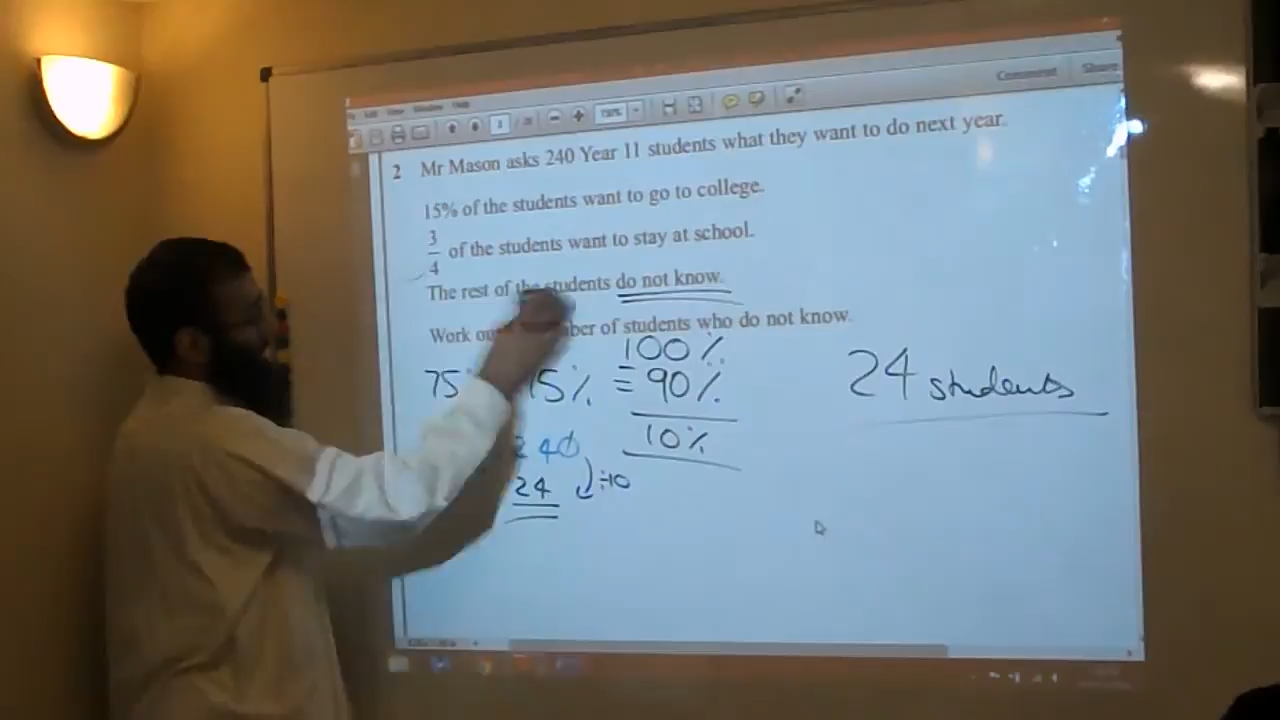 Comment Share
2 Mr Mason asks 240 Year 11 students what they want to do next year.
15% of the students want to go to college.
3
4 of the students want to stay at school.
The rest of the students do not know.
Work number of students who do not know.
100%
75 15% = 90%
24 students
10%
240
24 ÷10